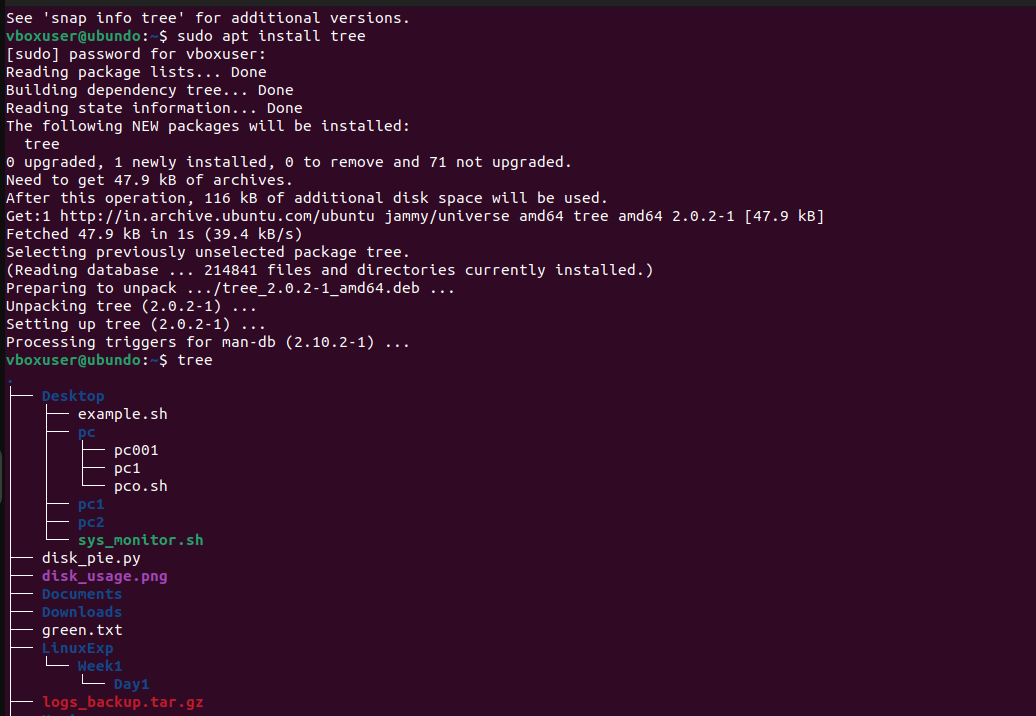 See 'snap info tree' for additional versions.
vboxuser@ubundo:~$ sudo apt install tree
[sudo] password for vboxuser:
Reading package lists... Done
Building dependency tree... Done
Reading state information... Done
The following NEW packages will be installed:
  tree
0 upgraded, 1 newly installed, 0 to remove and 71 not upgraded.
Need to get 47.9 kB of archives.
After this operation, 116 kB of additional disk space will be used.
Get:1 http://in.archive.ubuntu.com/ubuntu jammy/universe amd64 tree amd64 2.0.2-1 [47.9 kB]
Fetched 47.9 kB in 1s (39.4 kB/s)
Selecting previously unselected package tree.
(Reading database ... 214841 files and directories currently installed.)
Preparing to unpack .../tree_2.0.2-1_amd64.deb ...
Unpacking tree (2.0.2-1) ...
Setting up tree (2.0.2-1) ...
Processing triggers for man-db (2.10.2-1) ...
vboxuser@ubundo:~$ tree
.
├── Desktop
│   ├── example.sh
│   ├── pc
│   │   ├── pc001
│   │   ├── pc1
│   │   └── pco.sh
│   ├── pc1
│   ├── pc2
│   └── sys_monitor.sh
├── disk_pie.py
├── disk_usage.png
├── Documents
├── Downloads
├── green.txt
├── LinuxExp
│   └── Week1
│       └── Day1
├── logs_backup.tar.gz